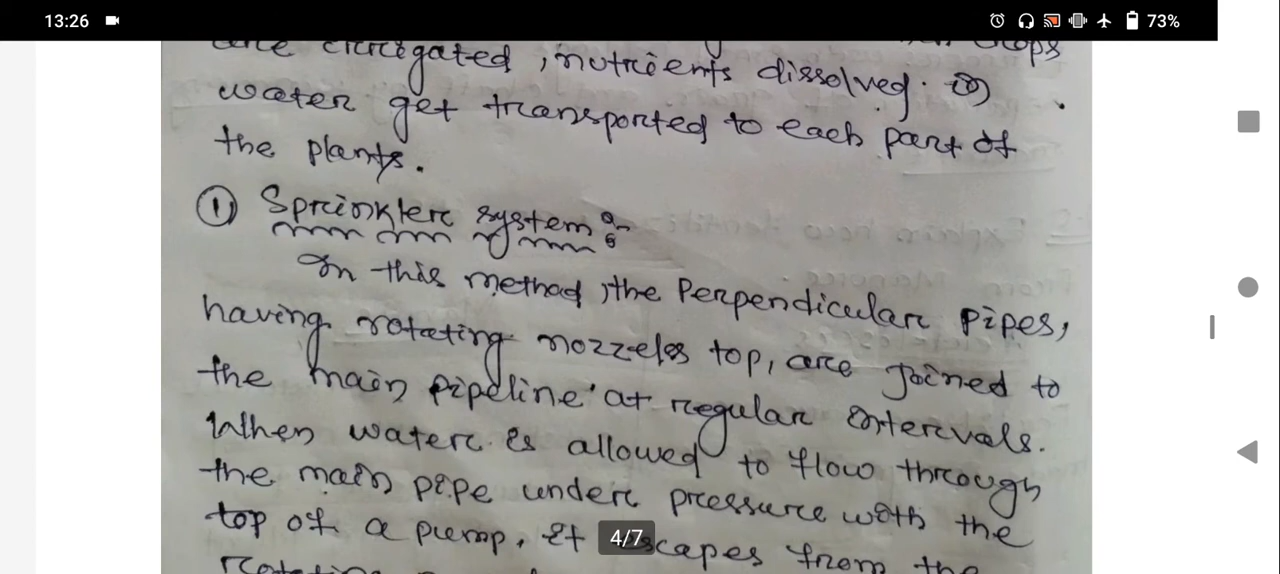 13:26
73%
are irrigated, nutrients dissolved in
water get transported to each part of
the plants.
① Sprinkler system:-
In this method, the Perpendicular pipes,
having rotating nozzeles top, are joined to
the main pipeline at regular intervals.
When water is allowed to flow through
the main pipe under pressure with the
top of a pump, it escapes from the
4/7